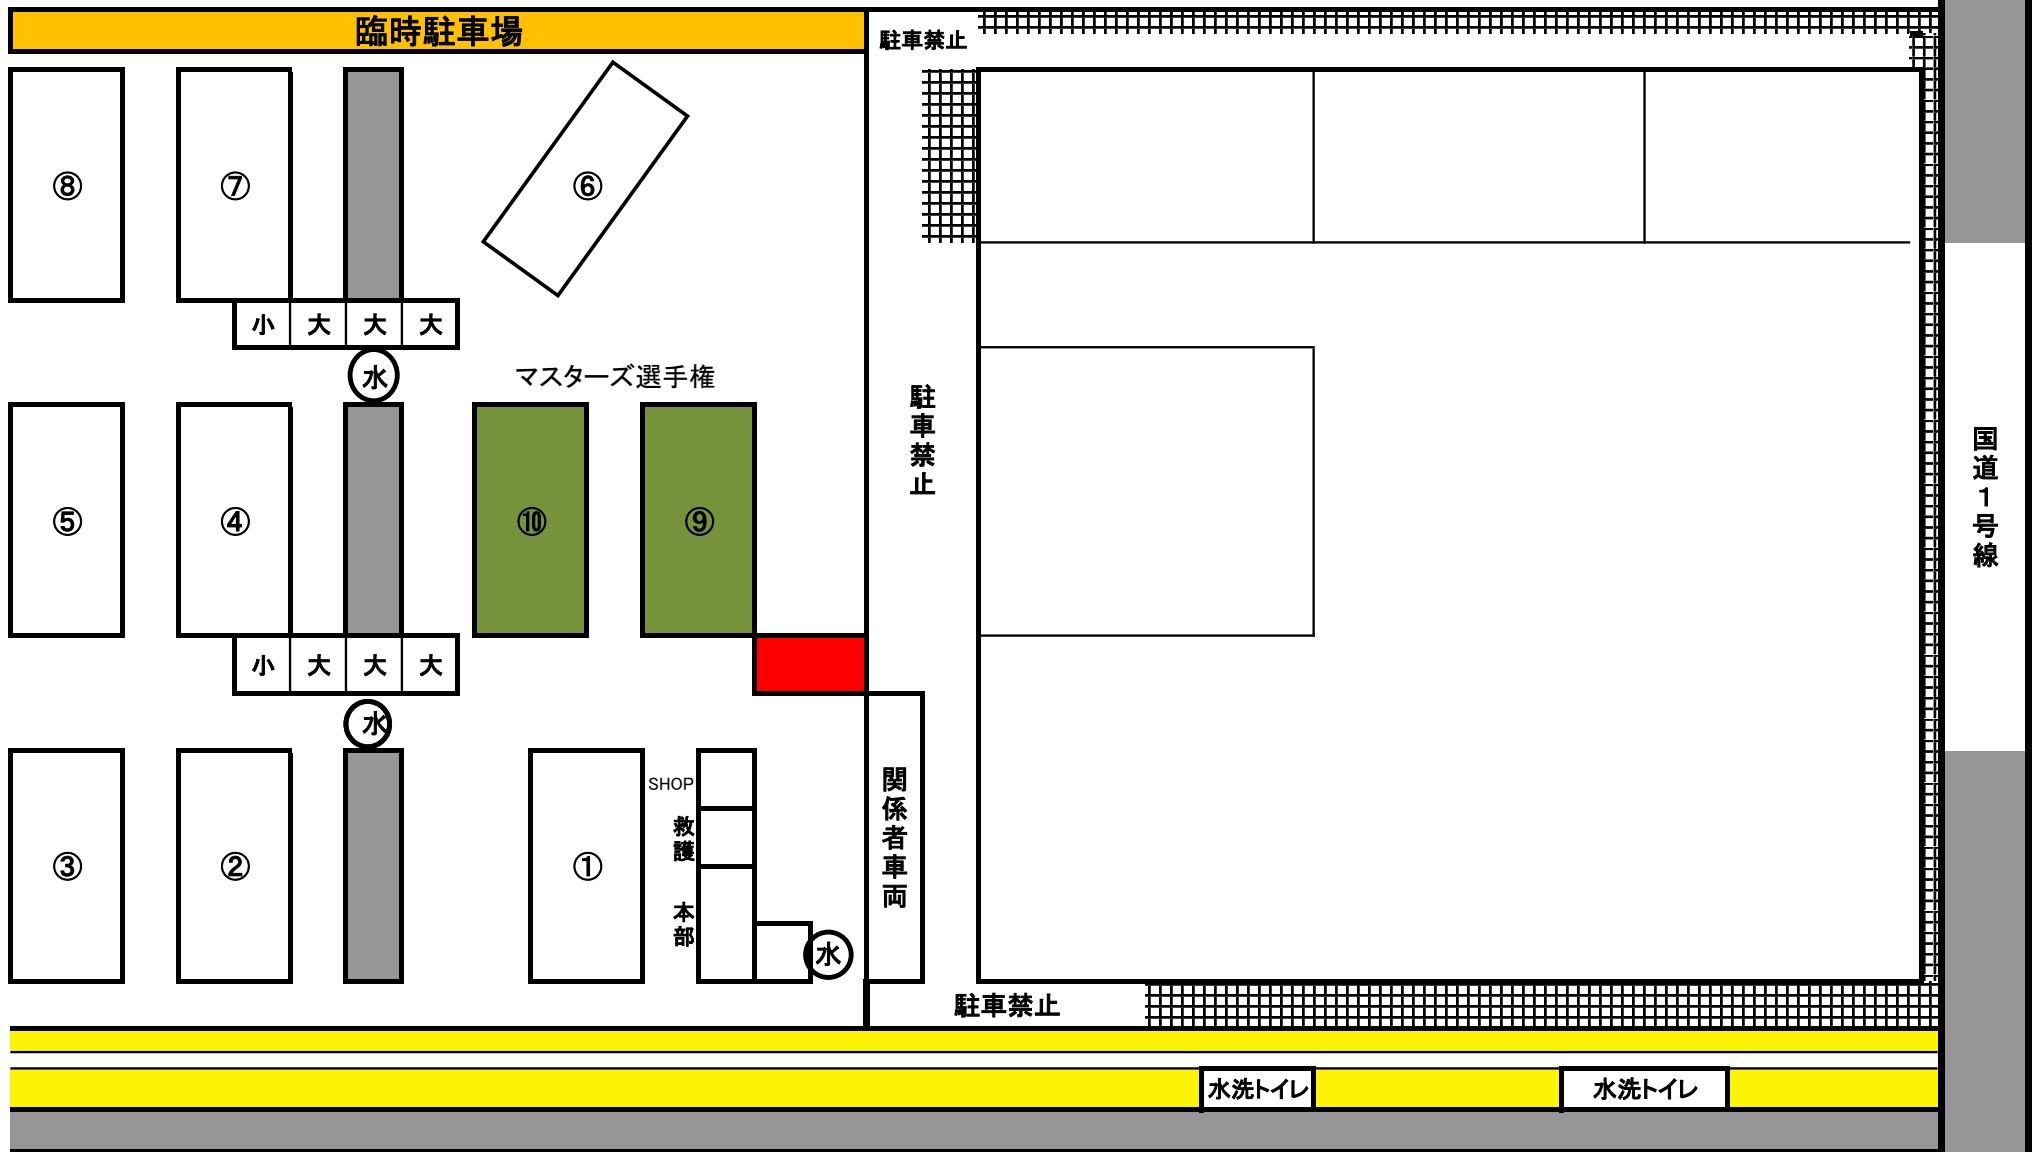 臨時駐車場
駐車禁止
⑧
⑦
⑥
小 大 大 大
水
マスターズ選手権
駐車禁止
国道1号線
⑤
④
⑩
⑨
小 大 大 大
水
SHOP
関係者車両
救護
③
②
①
本部
水
駐車禁止
水洗トイレ
水洗トイレ